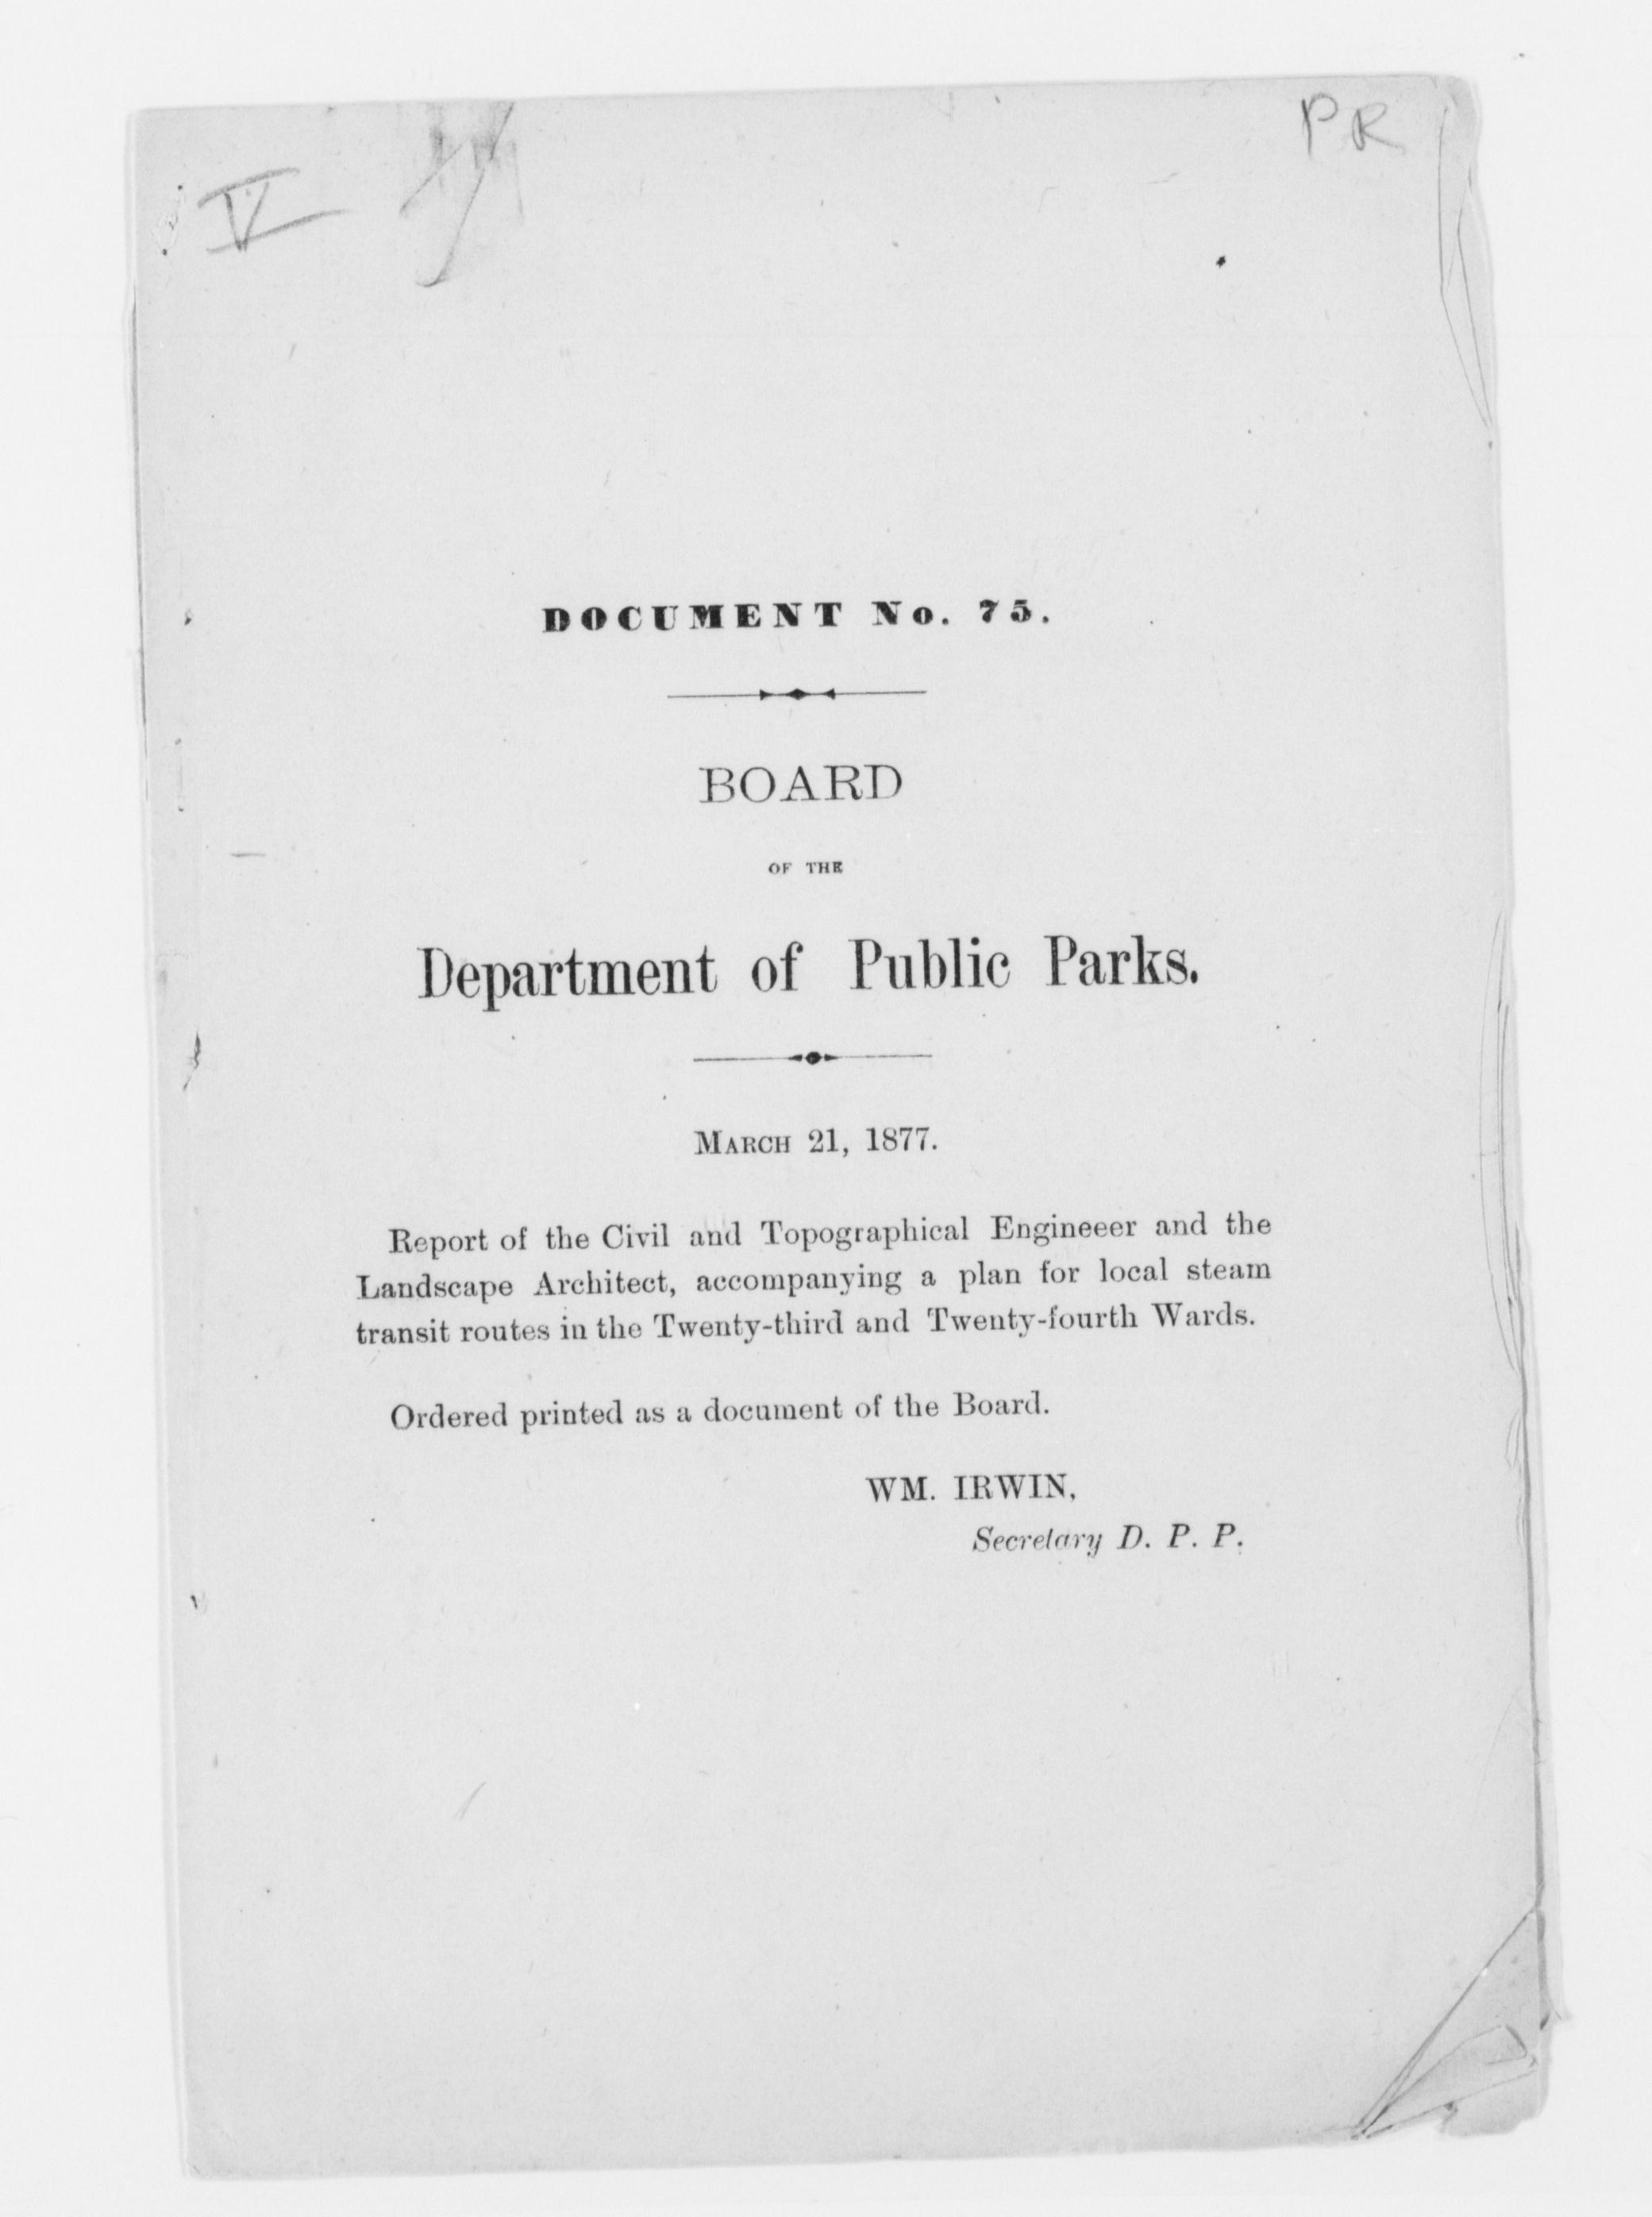 V
PR
DOCUMENT No. 75.
BOARD
OF THE
Department of Public Parks.
MARCH 21, 1877.
Report of the Civil and Topographical Engineeer and the
Landscape Architect, accompanying a plan for local steam
transit routes in the Twenty-third and Twenty-fourth Wards.
Ordered printed as a document of the Board.
WM. IRWIN,
Secretary D. P. P.